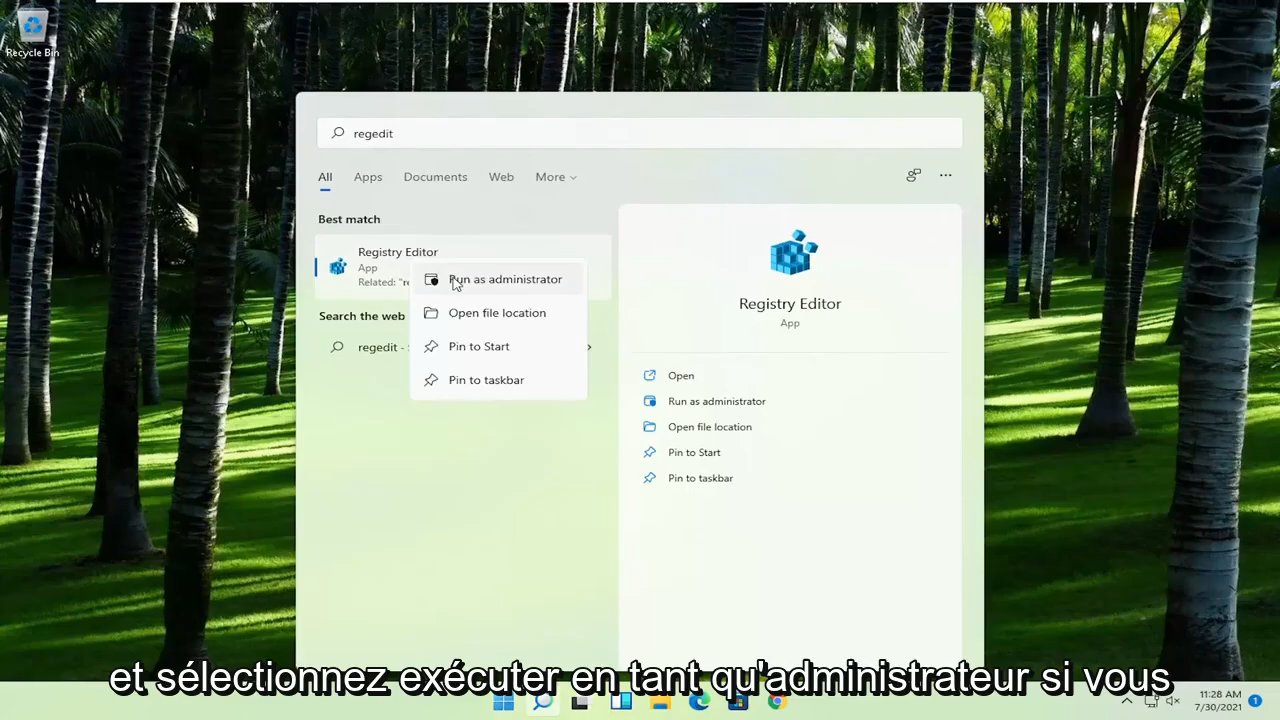 Recycle Bin
regedit
All Apps Documents Web More
Best match
Registry Editor
App
Related: "re
Search the web
regedit -
Run as administrator
Open file location
Pin to Start
Pin to taskbar
Registry Editor
App
Open
Run as administrator
Open file location
Pin to Start
Pin to taskbar
et sélectionnez exécuter en tant qu'administrateur si vous
11:28 AM
7/30/2021
1